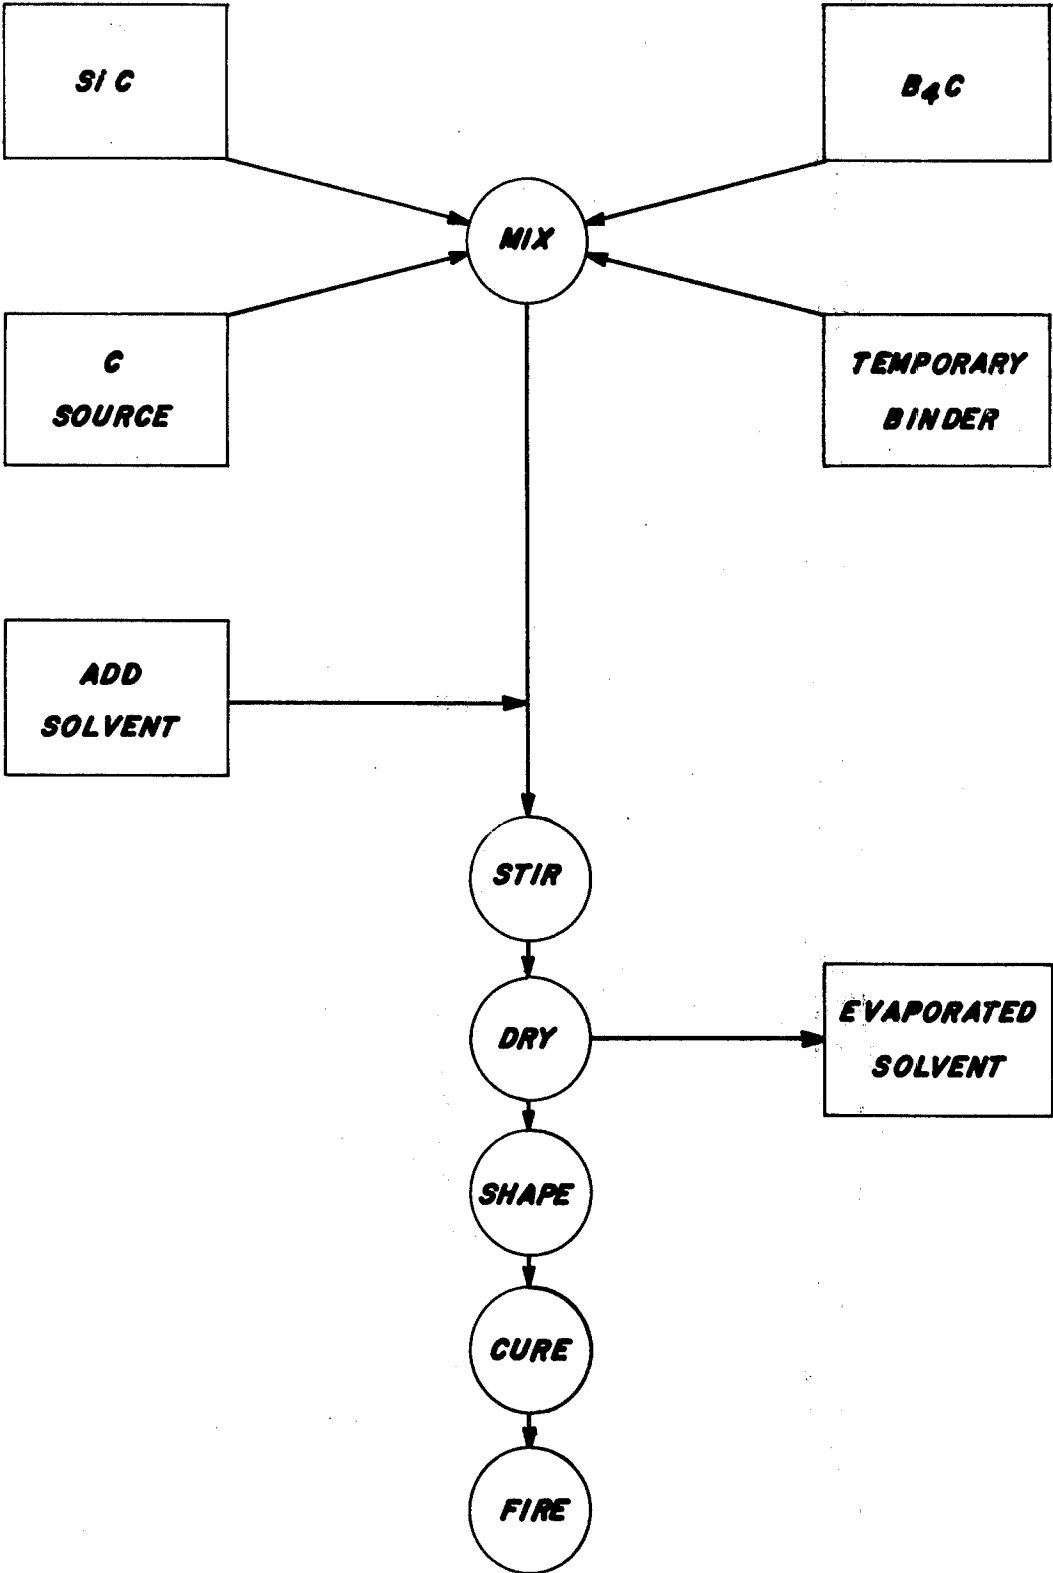 SiC
B₄C
MIX
C
SOURCE
TEMPORARY
BINDER
ADD
SOLVENT
STIR
DRY
EVAPORATED
SOLVENT
SHAPE
CURE
FIRE